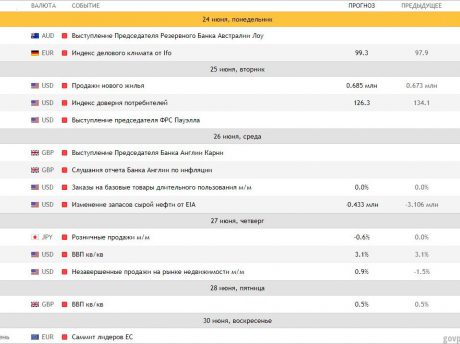 ВАЛЮТА СОБЫТИЕ ПРОГНОЗ ПРЕДЫДУЩЕЕ
24 июня, понедельник
AUD Выступление Председателя Резервного Банка Австралии Лоу
EUR Индекс делового климата от Ifo 99.3 97.9
25 июня, вторник
USD Продажи нового жилья 0.685 млн 0.673 млн
USD Индекс доверия потребителей 126.3 134.1
USD Выступление председателя ФРС Пауэлла
26 июня, среда
GBP Выступление Председателя Банка Англии Карни
GBP Слушания отчета Банка Англии по инфляции
USD Заказы на базовые товары длительного пользования м/м 0.0% 0.0%
USD Изменение запасов сырой нефти от EIA 0.433 млн -3.106 млн
27 июня, четверг
JPY Розничные продажи м/м -0.6% 0.0%
USD ВВП кв/кв 3.1% 3.1%
USD Незавершенные продажи на рынке недвижимости м/м 0.9% -1.5%
28 июня, пятница
GBP ВВП кв/кв 0.5% 0.5%
30 июня, воскресенье
ень EUR Саммит лидеров ЕС
govp